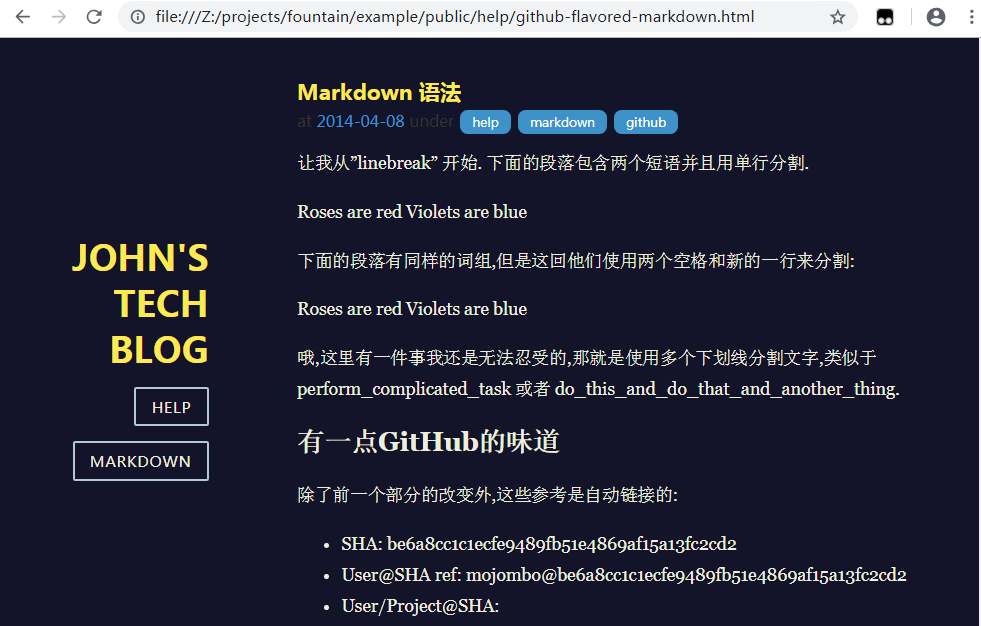 file:///Z:/projects/fountain/example/public/help/github-flavored-markdown.html
JOHN'S
TECH
BLOG
HELP
MARKDOWN
Markdown 语法
at 2014-04-08 under help markdown github
让我从”linebreak” 开始. 下面的段落包含两个短语并且用单行分割.
Roses are red Violets are blue
下面的段落有同样的词组,但是这回他们使用两个空格和新的一行来分割:
Roses are red Violets are blue
哦,这里有一件事我还是无法忍受的,那就是使用多个下划线分割文字,类似于
perform_complicated_task 或者 do_this_and_do_that_and_another_thing.
有一点GitHub的味道
除了前一个部分的改变外,这些参考是自动链接的:
• SHA: be6a8cc1c1ecfe9489fb51e4869af15a13fc2cd2
• User@SHA ref: mojombo@be6a8cc1c1ecfe9489fb51e4869af15a13fc2cd2
• User/Project@SHA: